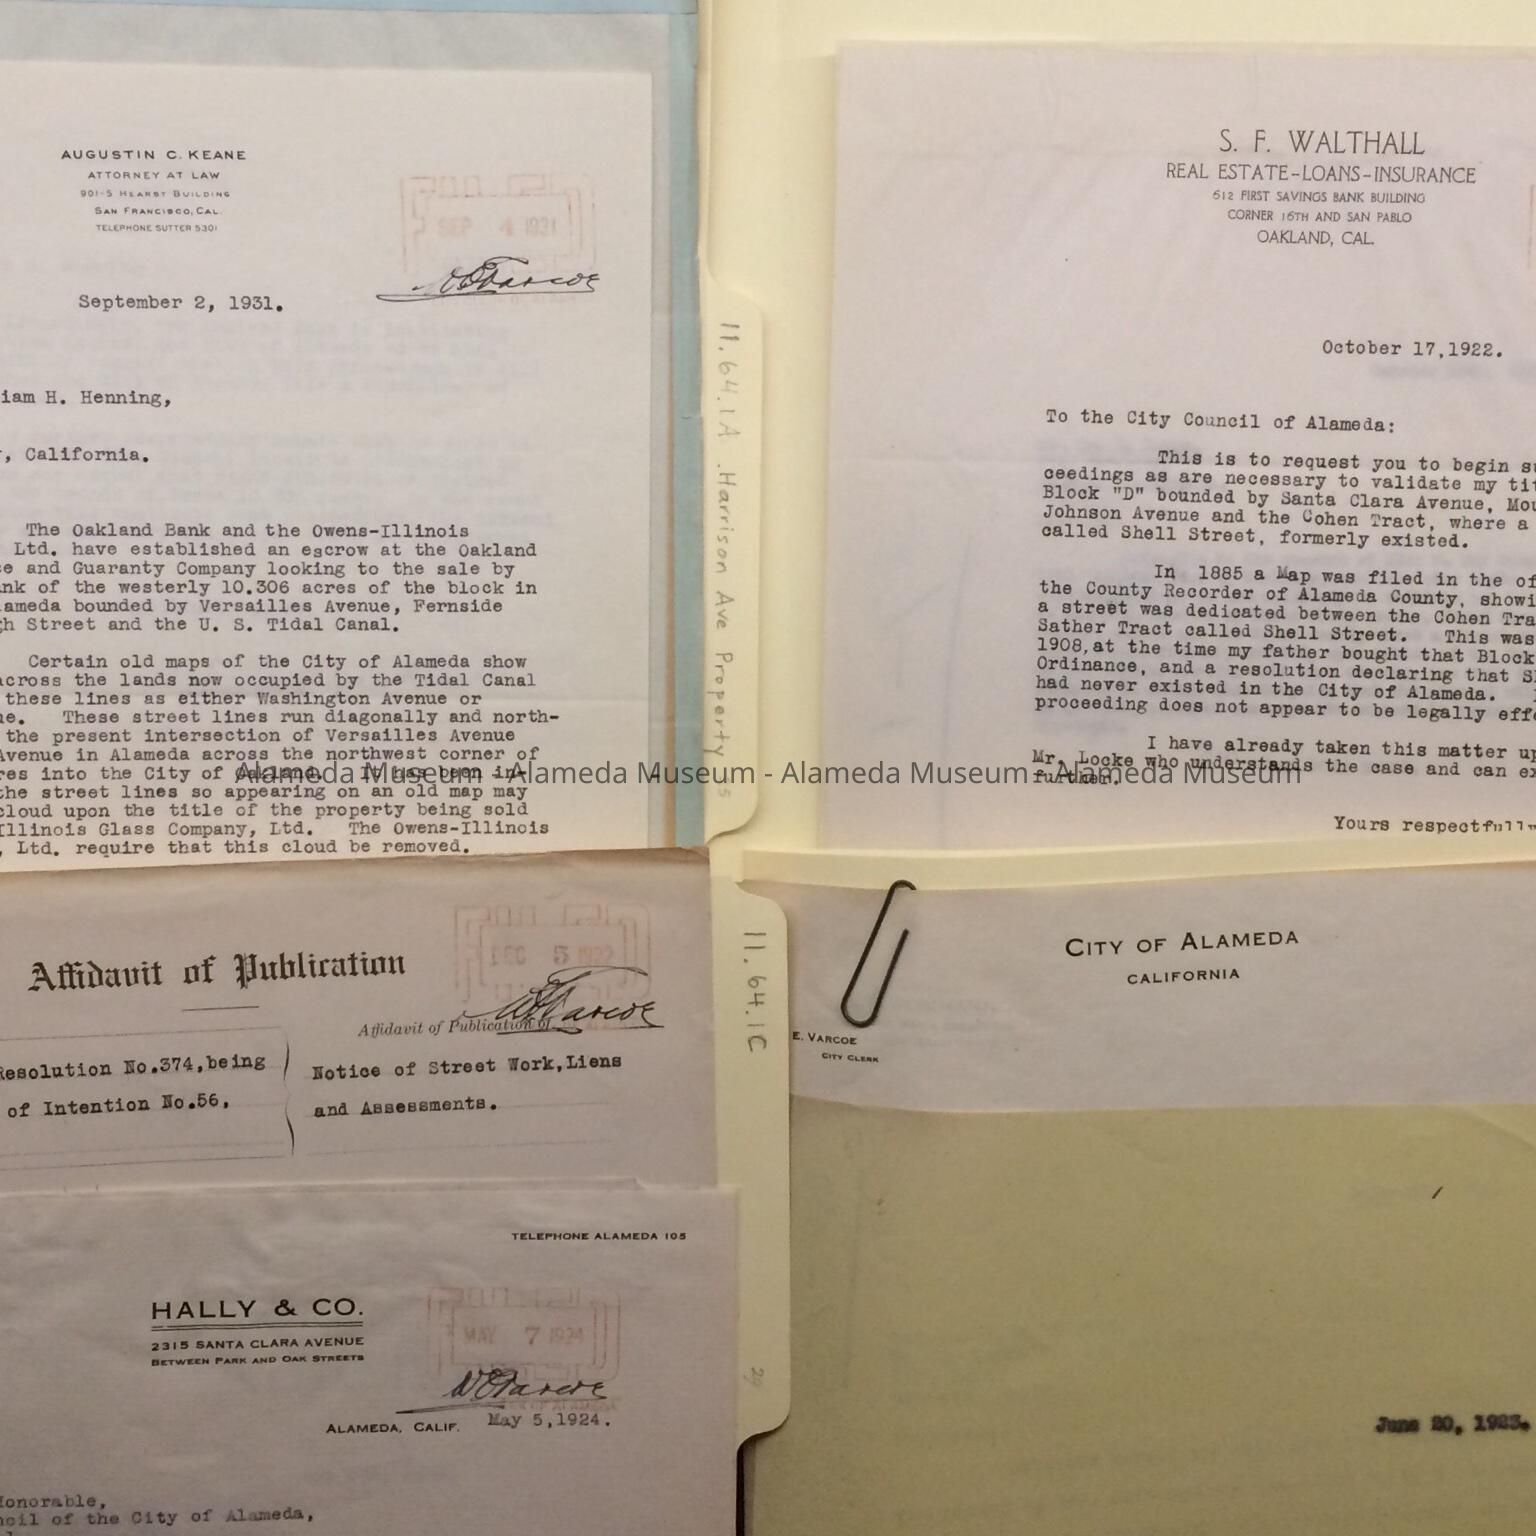 AUGUSTIN C. KEANE
ATTORNEY AT LAW
901-5 HEARST BUILDING
SAN FRANCISCO, CAL.
TELEPHONE SUTTER 5301
SEP 4 1931
September 2, 1931.
iam H. Henning,
, California.
The Oakland Bank and the Owens-Illinois
Ltd. have established an escrow at the Oakland
ce and Guaranty Company looking to the sale by
nk of the westerly 10.306 acres of the block in
lameda bounded by Versailles Avenue, Fernside
gh Street and the U. S. Tidal Canal.
Certain old maps of the City of Alameda show
across the lands now occupied by the Tidal Canal
these lines as either Washington Avenue or
ue. These street lines run diagonally and north-
the present intersection of Versailles Avenue
Avenue in Alameda across the northwest corner of
res into the City of Oakland. It has been in-
the street lines so appearing on an old map may
cloud upon the title of the property being sold
Illinois Glass Company, Ltd. The Owens-Illinois
, Ltd. require that this cloud be removed.
11.64.1A Harrison Ave Property
S. F. WALTHALL
REAL ESTATE-LOANS-INSURANCE
612 FIRST SAVINGS BANK BUILDING
CORNER 16TH AND SAN PABLO
OAKLAND, CAL.
October 17,1922.
To the City Council of Alameda:
This is to request you to begin su
ceedings as are necessary to validate my tit
Block "D" bounded by Santa Clara Avenue, Mou
Johnson Avenue and the Cohen Tract, where a
called Shell Street, formerly existed.
In 1885 a Map was filed in the of
the County Recorder of Alameda County, showi
a street was dedicated between the Cohen Tra
Sather Tract called Shell Street. This was
1908,at the time my father bought that Block
Ordinance, and a resolution declaring that S
had never existed in the City of Alameda.
proceeding does not appear to be legally effe
I have already taken this matter up
Mr. Locke who understands the case and can ex
further.
Yours respectfully
Alameda Museum - Alameda Museum - Alameda Museum - Alameda Museum
Affidavit of Publication
DEC 5 1922
Affidavit of Publication of
Resolution No.374,being
of Intention No.56,
Notice of Street Work,Liens
and Assessments.
11.64.1C
CITY OF ALAMEDA
CALIFORNIA
E. VARCOE
CITY CLERK
TELEPHONE ALAMEDA 105
HALLY & CO.
2315 SANTA CLARA AVENUE
BETWEEN PARK AND OAK STREETS
MAY 7 1924
ALAMEDA, CALIF. May 5,1924.
Honorable,
ncil of the City of Alameda,
June 20, 1923.